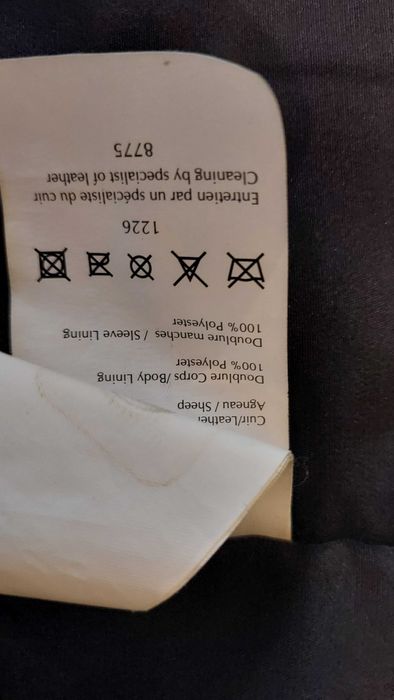 Cuir/Leather
Agneau / Sheep
Doublure Corps /Body Lining
100% Polyester
Doublure manches / Sleeve Lining
100% Polyester
1226
Entretien par un spécialiste du cuir
Cleaning by specialist of leather
8775